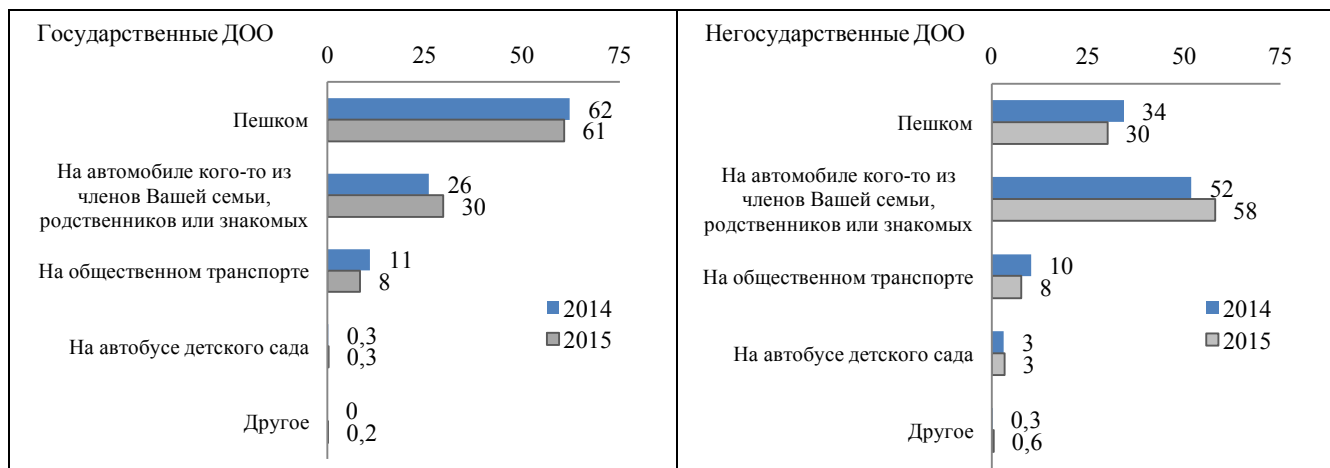 Государственные ДОО
0 25 50 75
Пешком
62
61
На автомобиле кого-то из
членов Вашей семьи,
родственников или знакомых
26
30
На общественном транспорте
11
8
На автобусе детского сада
0,3
0,3
Другое
0
0,2
2014
2015
Негосударственные ДОО
0 25 50 75
Пешком
34
30
На автомобиле кого-то из
членов Вашей семьи,
родственников или знакомых
52
58
На общественном транспорте
10
8
На автобусе детского сада
3
3
Другое
0,3
0,6
2014
2015